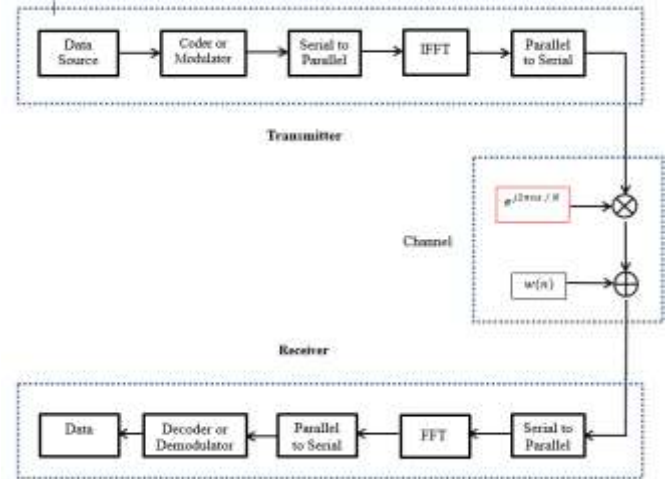 Data
Source
Coder or
Modulator
Serial to
Parallel
IFFT
Parallel
to Serial
Transmitter
e^{j2πnε / N}
Channel
w(n)
Receiver
Data
Decoder or
Demodulator
Parallel
to Serial
FFT
Serial to
Parallel